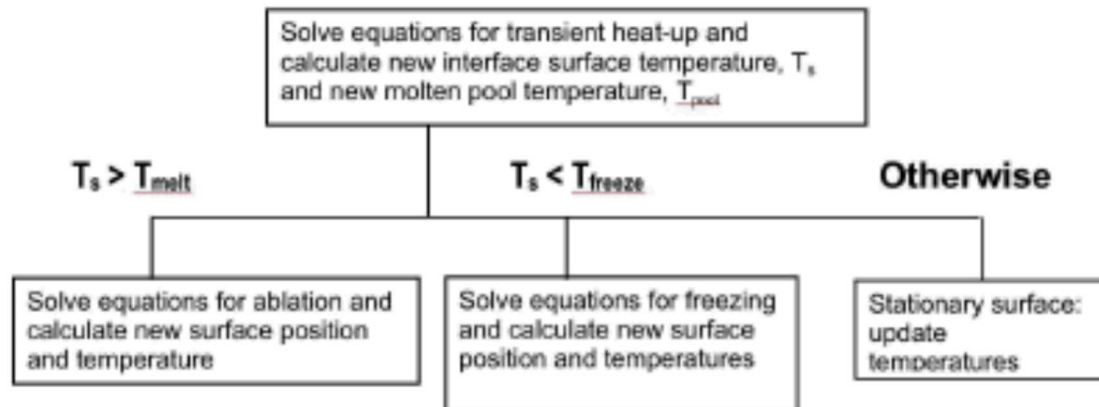 Solve equations for transient heat-up and
calculate new interface surface temperature, Tₛ
and new molten pool temperature, Tpool
Tₛ > Tmelt
Tₛ < Tfreeze
Otherwise
Solve equations for ablation and
calculate new surface position
and temperature
Solve equations for freezing
and calculate new surface
position and temperatures
Stationary surface:
update
temperatures